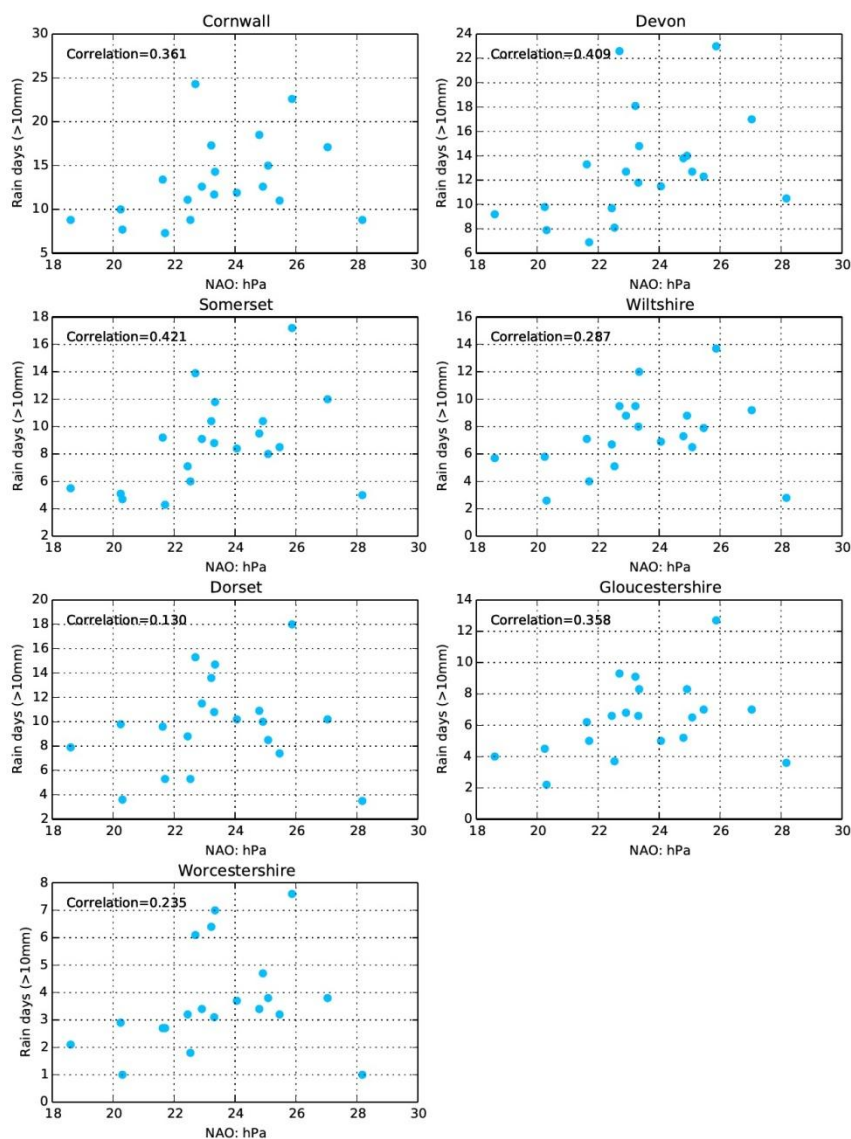 Cornwall
Correlation=0.361
Rain days (>10mm)
30
25
20
15
10
5
18 20 22 24 26 28 30
NAO: hPa
Devon
Correlation=0.409
Rain days (>10mm)
24
22
20
18
16
14
12
10
8
6
18 20 22 24 26 28 30
NAO: hPa
Somerset
Correlation=0.421
Rain days (>10mm)
18
16
14
12
10
8
6
4
2
18 20 22 24 26 28 30
NAO: hPa
Wiltshire
Correlation=0.287
Rain days (>10mm)
16
14
12
10
8
6
4
2
0
18 20 22 24 26 28 30
NAO: hPa
Dorset
Correlation=0.130
Rain days (>10mm)
20
18
16
14
12
10
8
6
4
2
18 20 22 24 26 28 30
NAO: hPa
Gloucestershire
Correlation=0.358
Rain days (>10mm)
14
12
10
8
6
4
2
0
18 20 22 24 26 28 30
NAO: hPa
Worcestershire
Correlation=0.235
Rain days (>10mm)
8
7
6
5
4
3
2
1
0
18 20 22 24 26 28 30
NAO: hPa